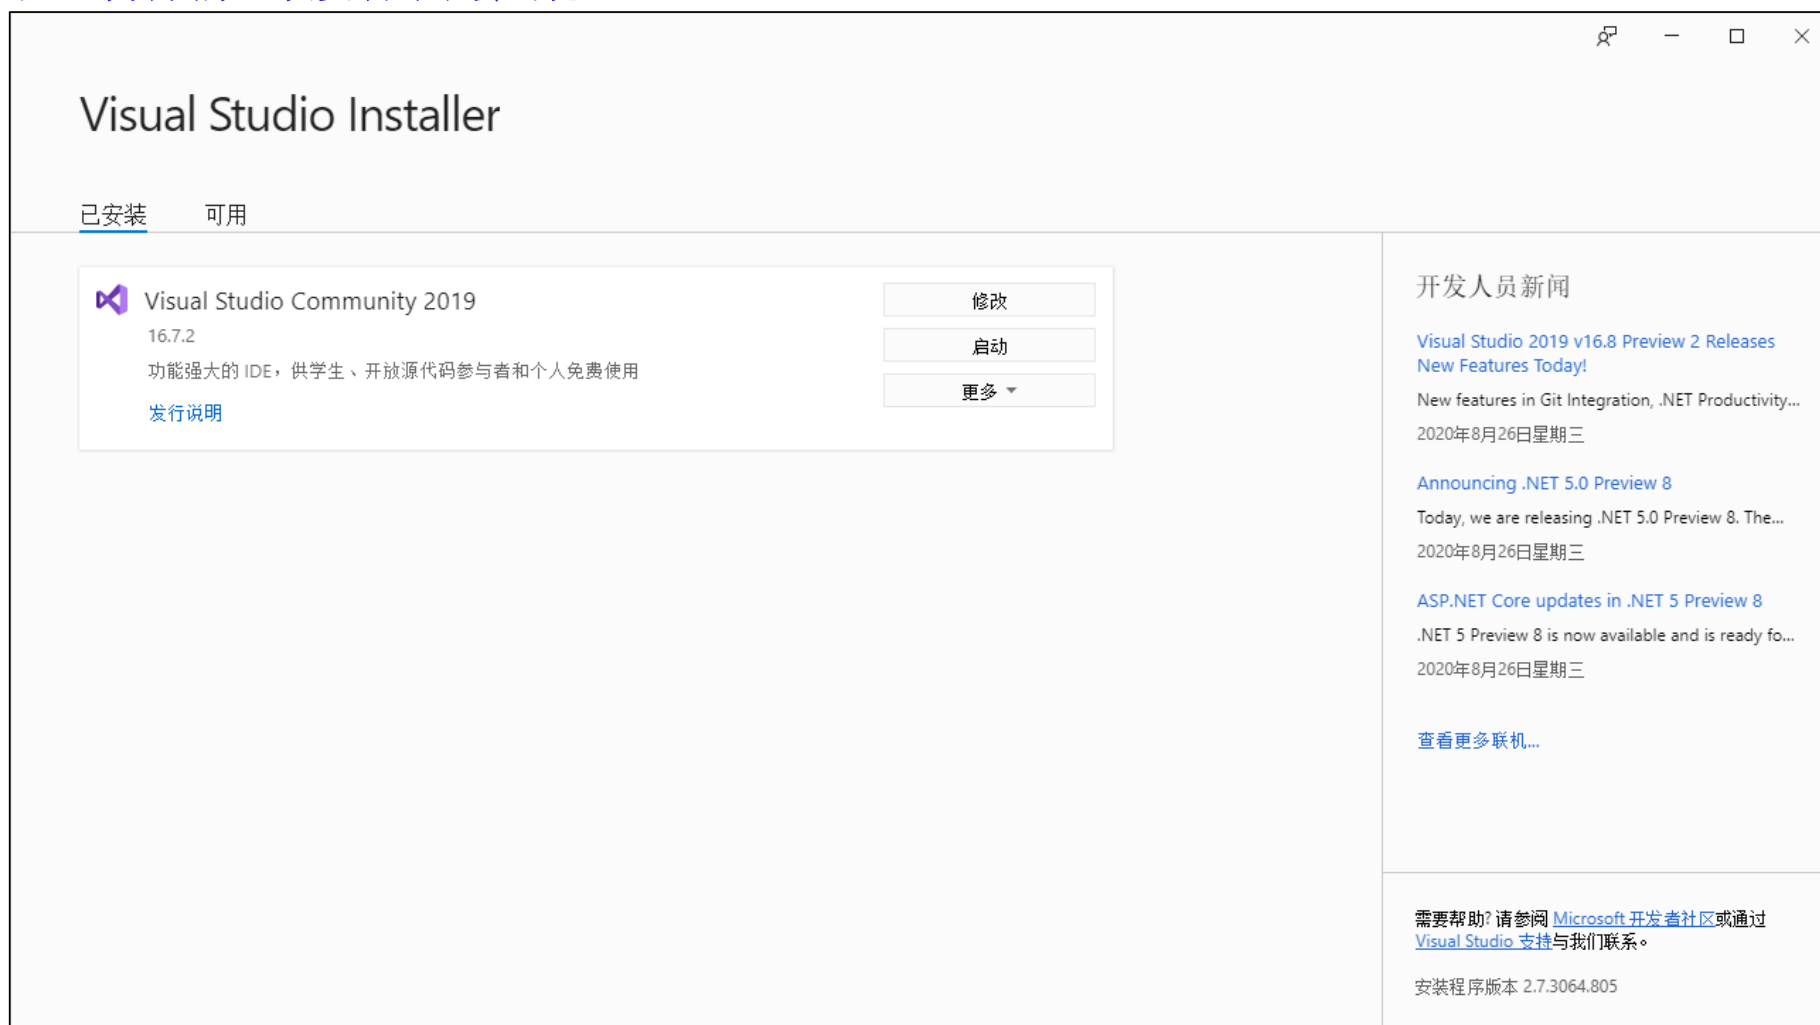 Visual Studio Installer
已安装
可用
Visual Studio Community 2019
16.7.2
功能强大的 IDE，供学生、开放源代码参与者和个人免费使用
发行说明
修改
启动
更多
开发人员新闻
Visual Studio 2019 v16.8 Preview 2 Releases
New Features Today!
New features in Git Integration, .NET Productivity...
2020年8月26日星期三
Announcing .NET 5.0 Preview 8
Today, we are releasing .NET 5.0 Preview 8. The...
2020年8月26日星期三
ASP.NET Core updates in .NET 5 Preview 8
.NET 5 Preview 8 is now available and is ready fo...
2020年8月26日星期三
查看更多联机...
需要帮助? 请参阅 Microsoft 开发者社区或通过
Visual Studio 支持与我们联系。
安装程序版本 2.7.3064.805